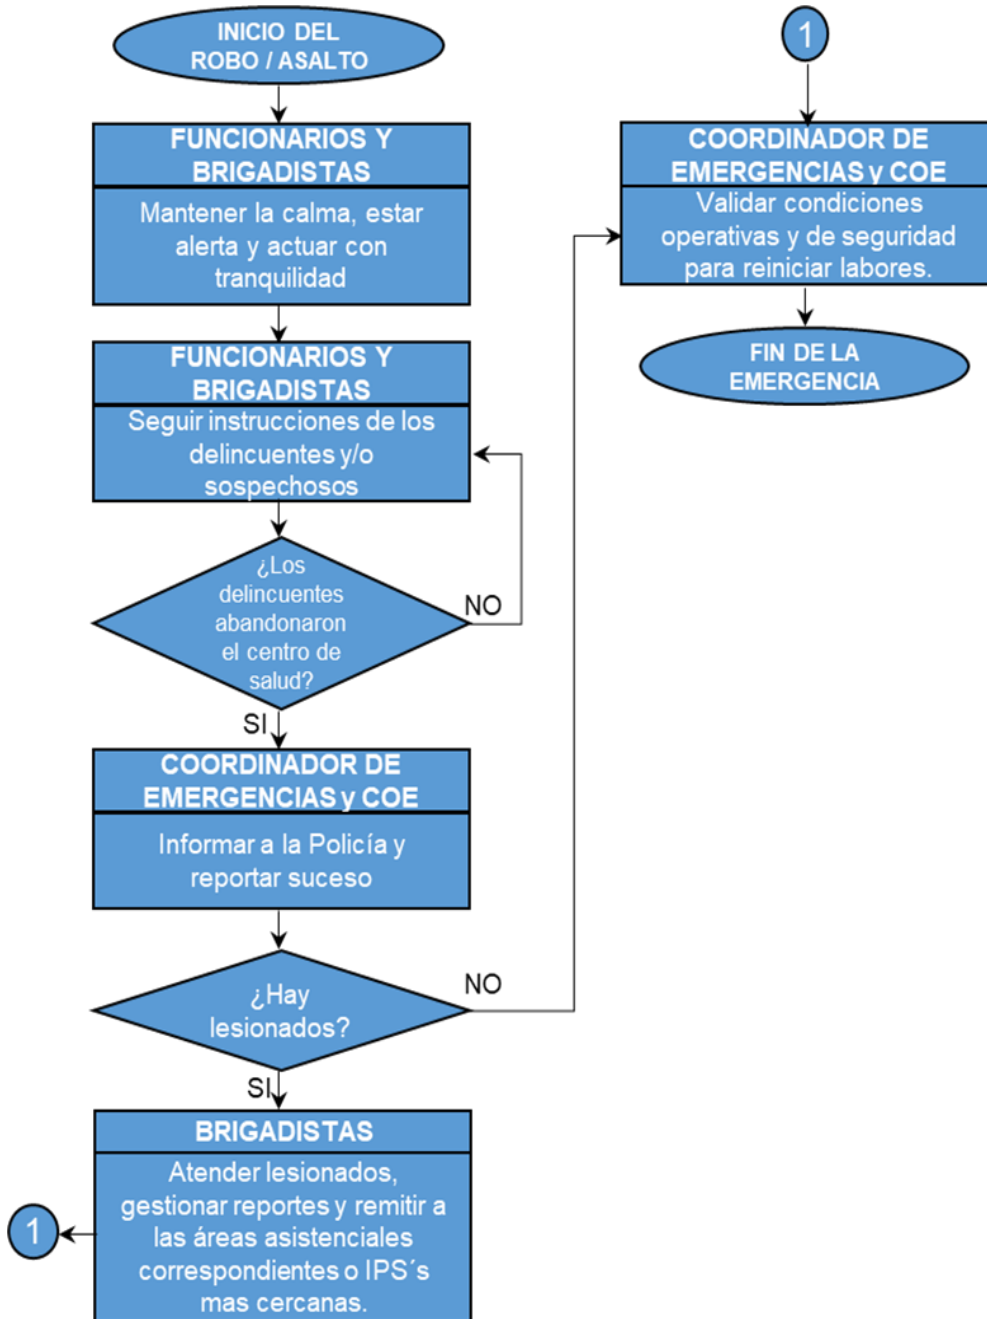 INICIO DEL
ROBO / ASALTO
FUNCIONARIOS Y
BRIGADISTAS
Mantener la calma, estar
alerta y actuar con
tranquilidad
FUNCIONARIOS Y
BRIGADISTAS
Seguir instrucciones de los
delincuentes y/o
sospechosos
¿Los
delincuentes
abandonaron
el centro de
salud?
NO
SI
COORDINADOR DE
EMERGENCIAS y COE
Informar a la Policía y
reportar suceso
¿Hay
lesionados?
NO
SI
BRIGADISTAS
Atender lesionados,
gestionar reportes y remitir a
las áreas asistenciales
correspondientes o IPS´s
mas cercanas.
1
1
COORDINADOR DE
EMERGENCIAS y COE
Validar condiciones
operativas y de seguridad
para reiniciar labores.
FIN DE LA
EMERGENCIA